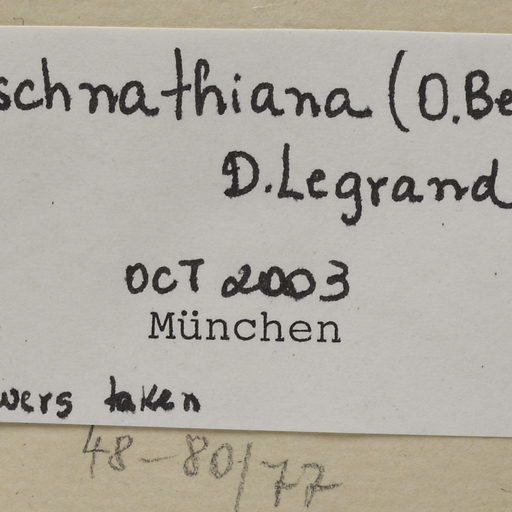 schnathiana (O.Be
D.Legrand
OCT 2003
München
wers taken
48-80/77